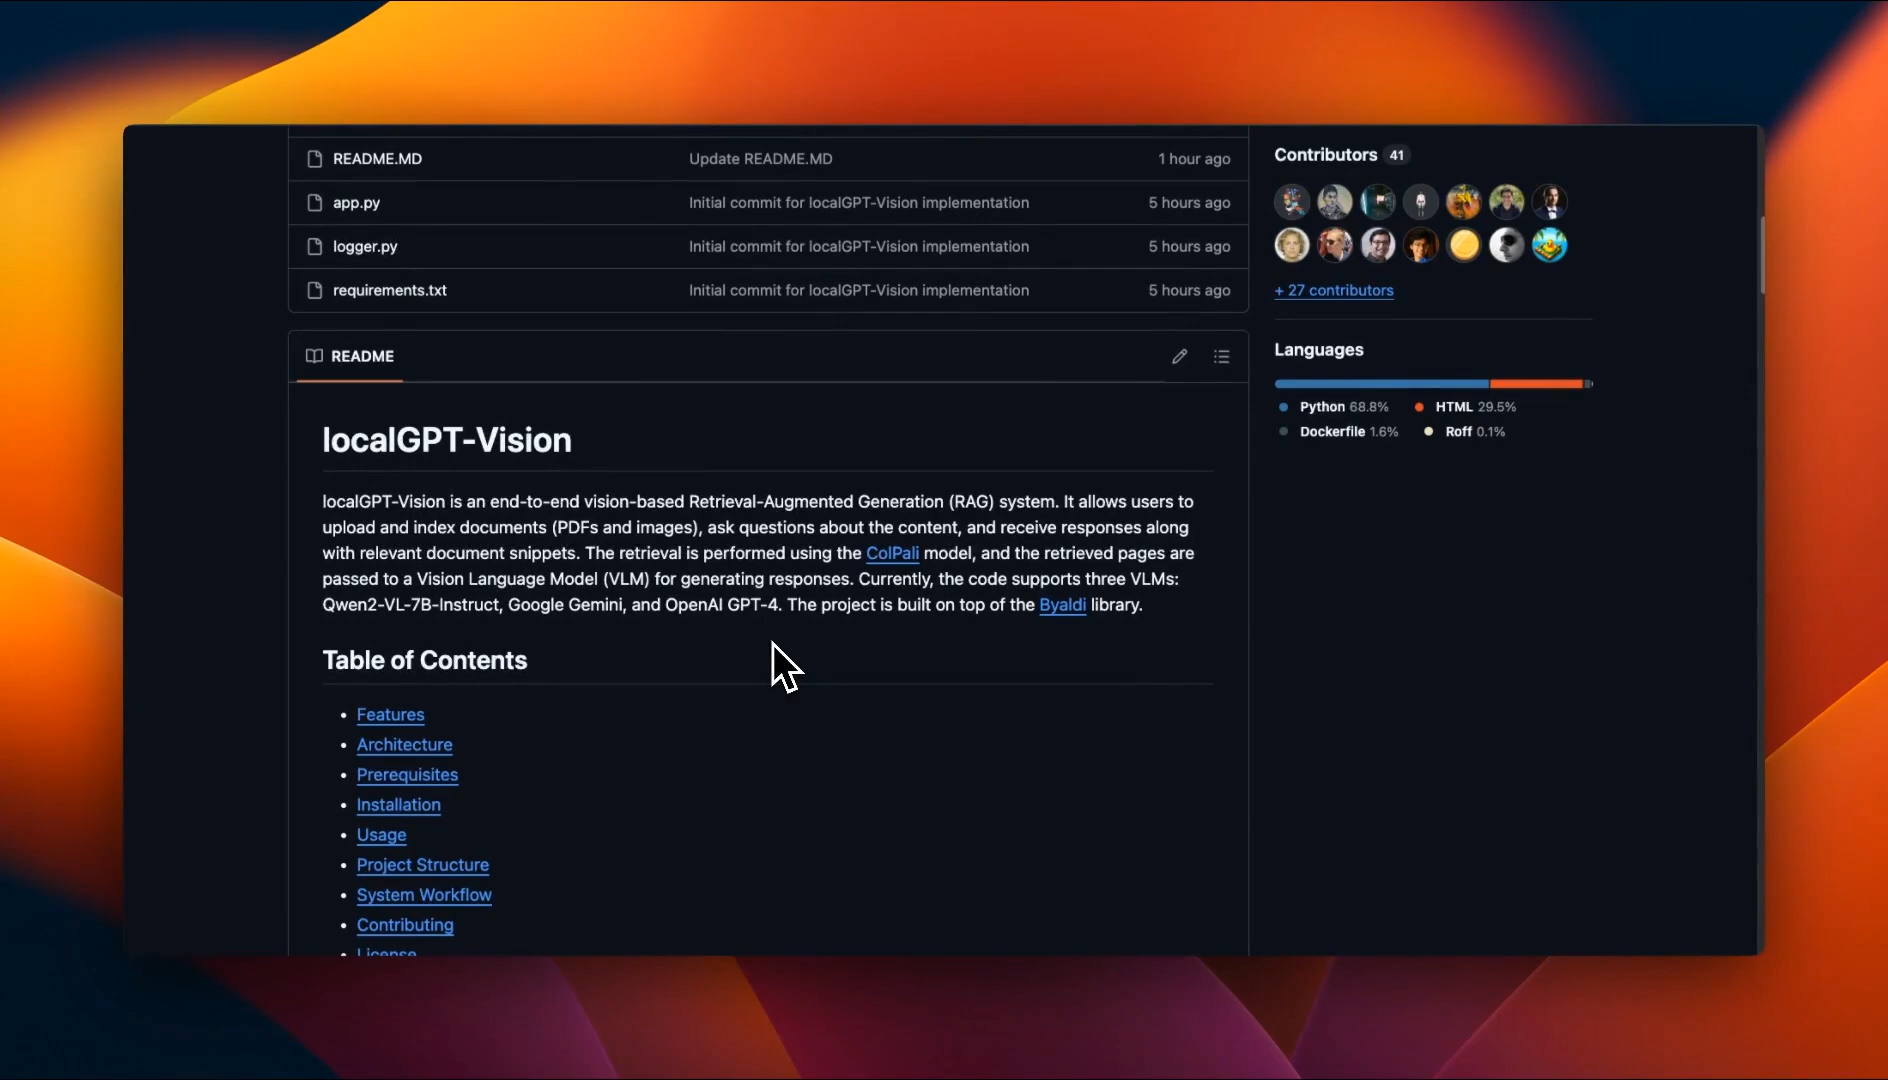 README.MD Update README.MD 1 hour ago
app.py Initial commit for localGPT-Vision implementation 5 hours ago
logger.py Initial commit for localGPT-Vision implementation 5 hours ago
requirements.txt Initial commit for localGPT-Vision implementation 5 hours ago
README
localGPT-Vision
localGPT-Vision is an end-to-end vision-based Retrieval-Augmented Generation (RAG) system. It allows users to
upload and index documents (PDFs and images), ask questions about the content, and receive responses along
with relevant document snippets. The retrieval is performed using the ColPali model, and the retrieved pages are
passed to a Vision Language Model (VLM) for generating responses. Currently, the code supports three VLMs:
Qwen2-VL-7B-Instruct, Google Gemini, and OpenAI GPT-4. The project is built on top of the Byaldi library.
Table of Contents
• Features
• Architecture
• Prerequisites
• Installation
• Usage
• Project Structure
• System Workflow
• Contributing
• License
Contributors 41
+ 27 contributors
Languages
Python 68.8% HTML 29.5%
Dockerfile 1.6% Roff 0.1%